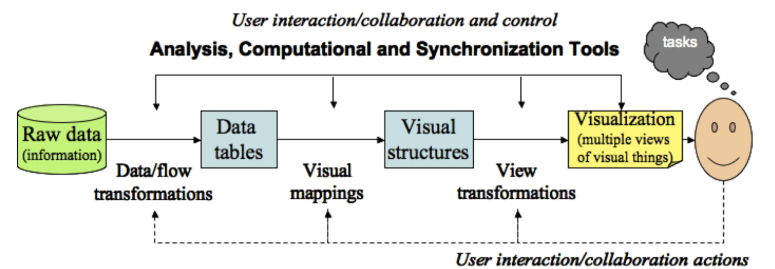 User interaction/collaboration and control
Analysis, Computational and Synchronization Tools
tasks
Raw data
(information)
Data
tables
Visual
structures
Visualization
(multiple views
of visual things)
Data/flow
transformations
Visual
mappings
View
transformations
User interaction/collaboration actions